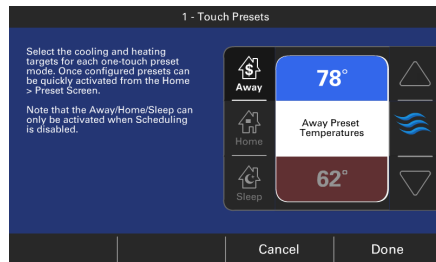 1 - Touch Presets
Select the cooling and heating
targets for each one-touch preset
mode. Once configured presets can
be quickly activated from the Home
> Preset Screen.
Note that the Away/Home/Sleep can
only be activated when Scheduling
is disabled.
$
Away
Home
Sleep
78°
Away Preset
Temperatures
62°
Cancel
Done